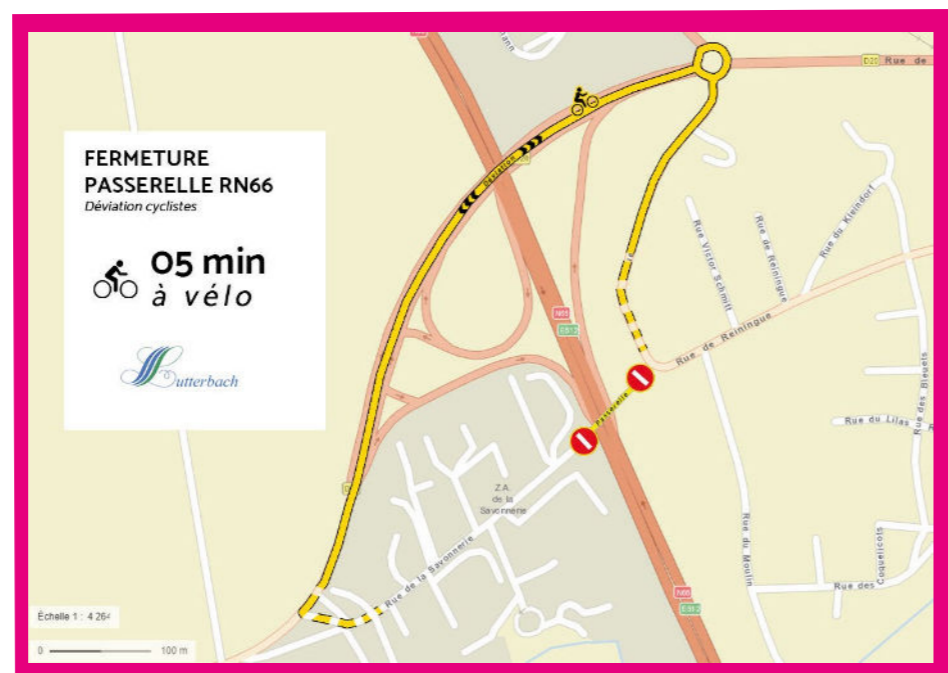 FERMETURE
PASSERELLE RN66
Déviation cyclistes
05 min
à vélo
Lutterbach
D20 Rue de
Déviation
N66
E512
Rue Victor Schmitt
Rue de Reiningue
Rue du Kleindorf
Rue de Reiningue
Passerelle
Rue des Bleuets
Rue du Lilas
Z.A.
de la
Savonnerie
Rue de la Savonnerie
Rue du Moulin
Rue des Coquelicots
N66
E512
Échelle 1 : 4 264
0 100 m